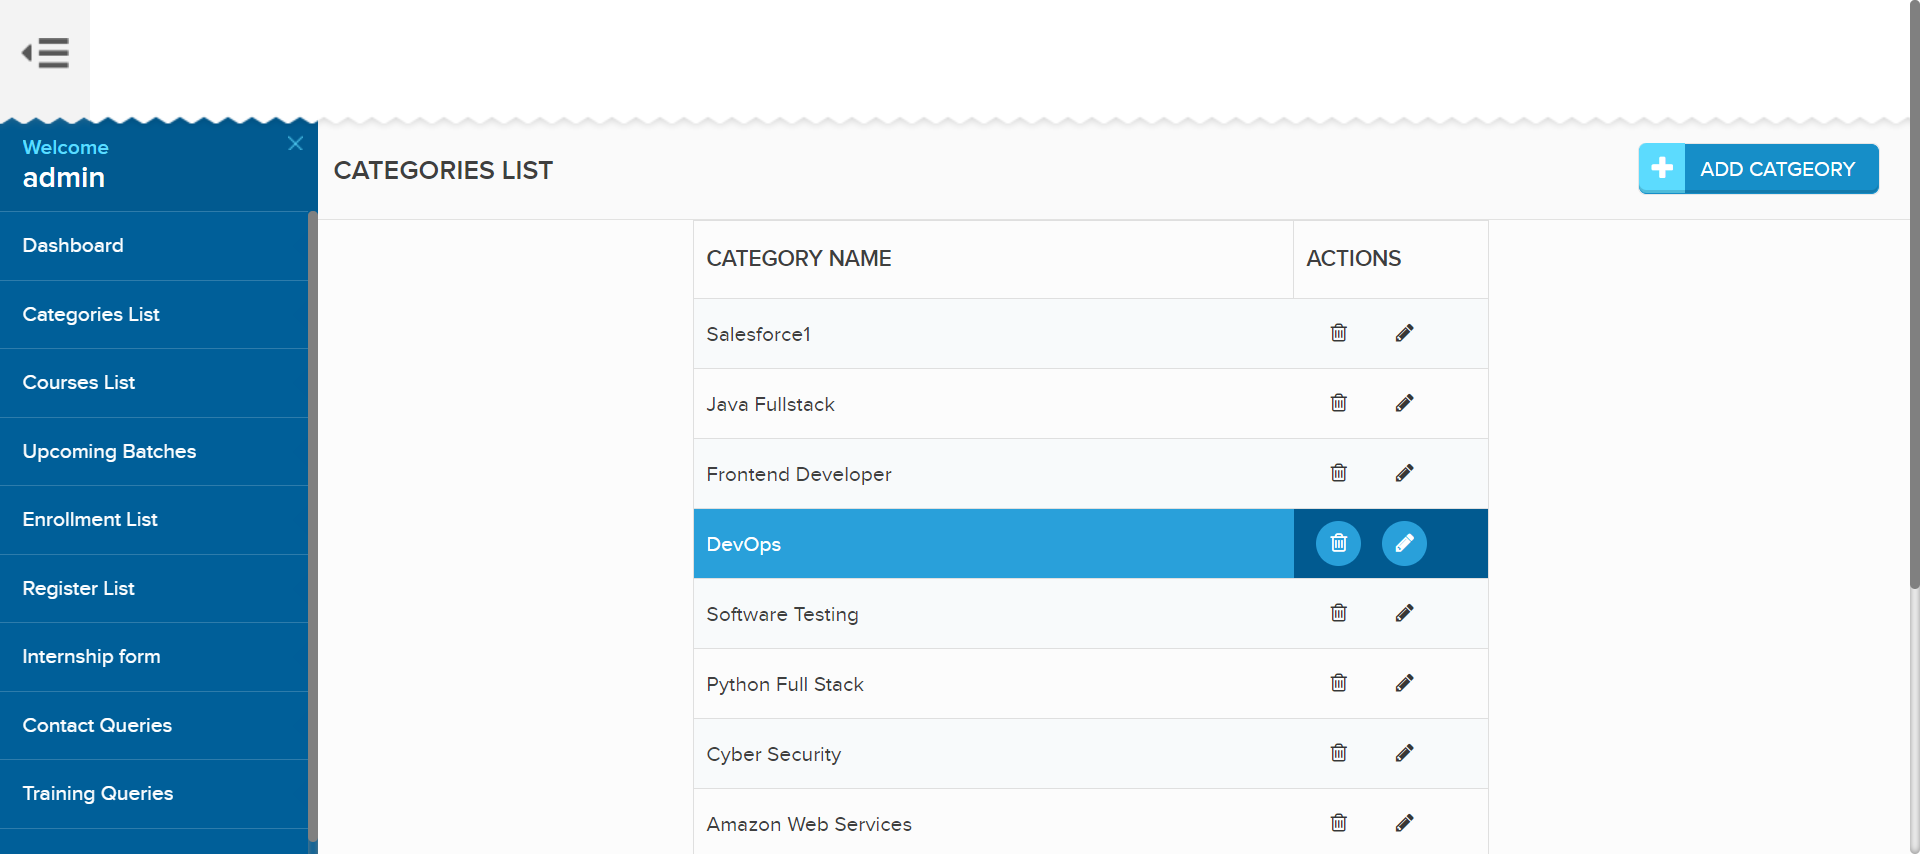 Welcome
admin
Dashboard
Categories List
Courses List
Upcoming Batches
Enrollment List
Register List
Internship form
Contact Queries
Training Queries
CATEGORIES LIST
ADD CATGEORY
CATEGORY NAME ACTIONS
Salesforce1
Java Fullstack
Frontend Developer
DevOps
Software Testing
Python Full Stack
Cyber Security
Amazon Web Services